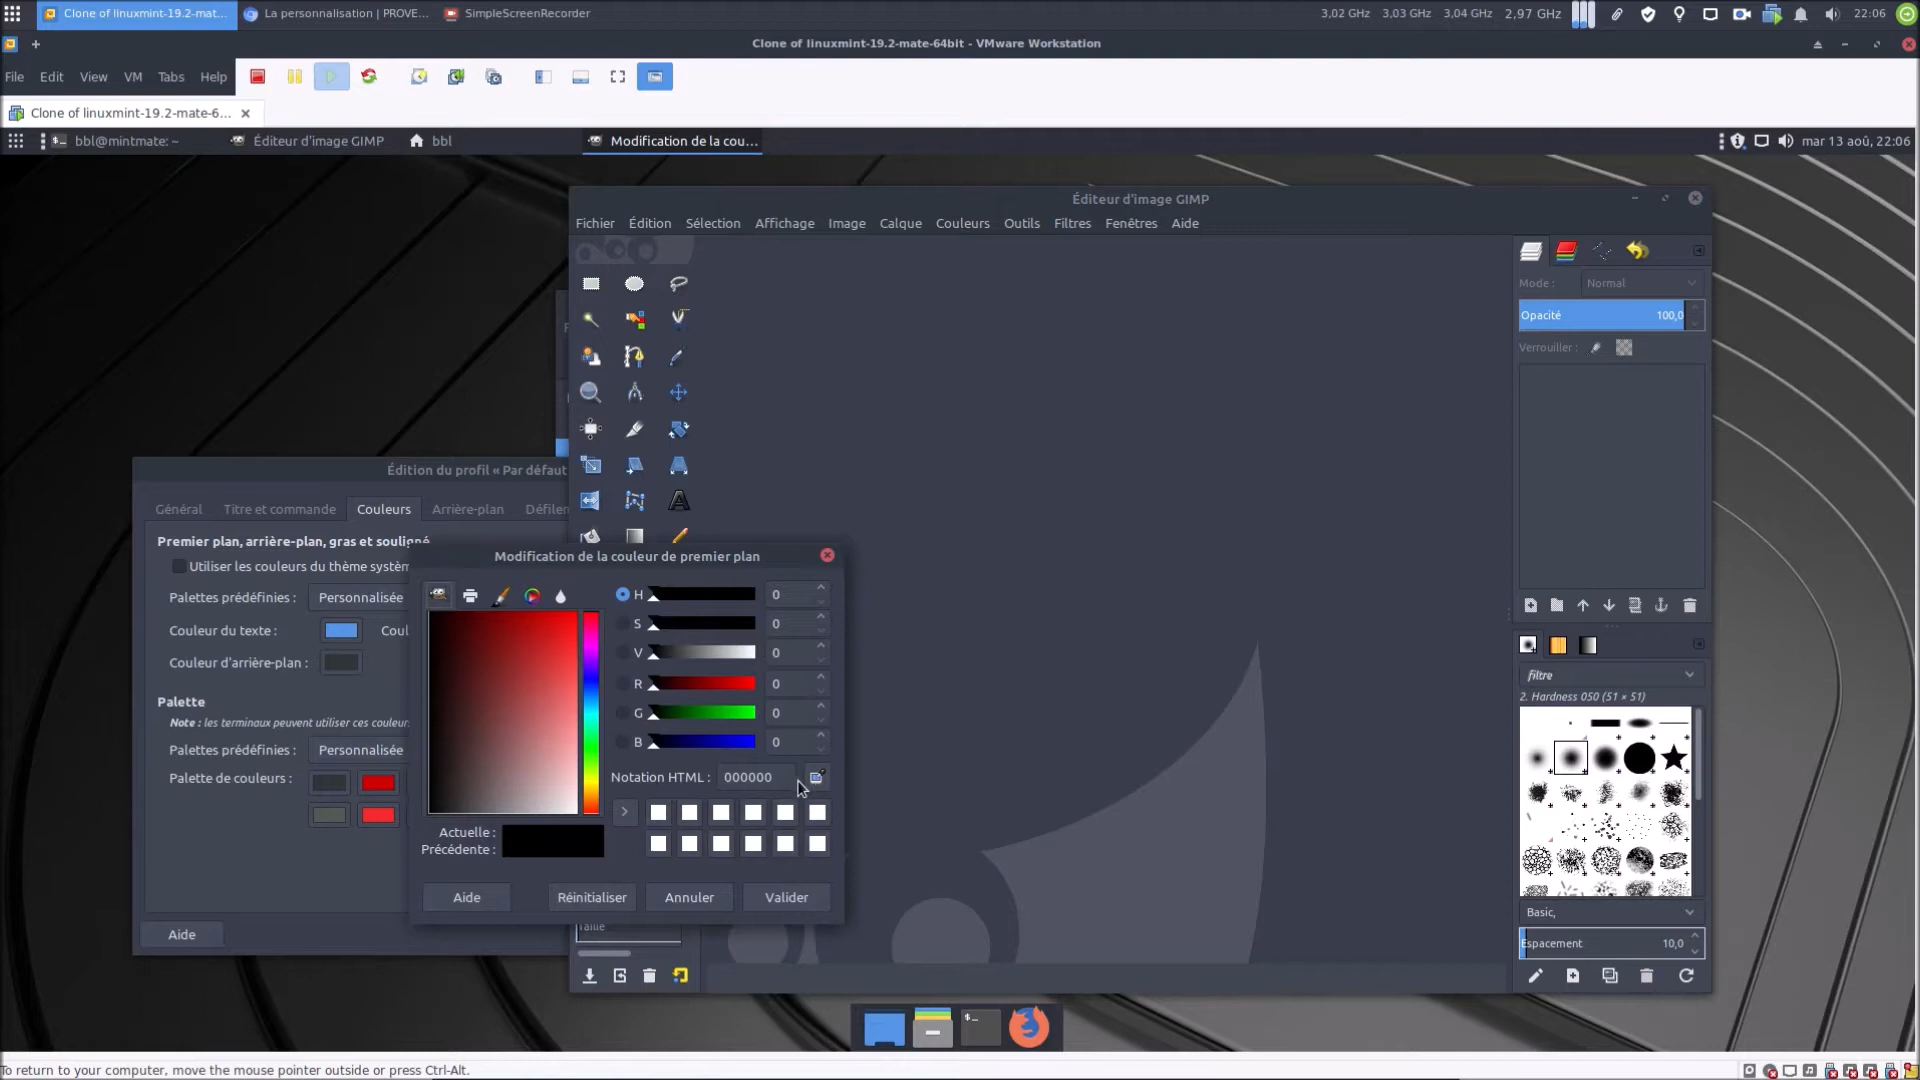 Clone of linuxmint-19.2-mat...
La personnalisation | PROVE...
SimpleScreenRecorder
3,02 GHz 3,03 GHz 3,04 GHz 2,97 GHz
22:06
Clone of linuxmint-19.2-mate-64bit - VMware Workstation
File Edit View VM Tabs Help
Clone of linuxmint-19.2-mate-6...
bbl@mintmate: ~
Éditeur d'image GIMP
bbl
Modification de la cou...
mar 13 aoû, 22:06
Éditeur d'image GIMP
Fichier Édition Sélection Affichage Image Calque Couleurs Outils Filtres Fenêtres Aide
Mode : Normal
Opacité 100,0
Verrouiller :
Édition du profil « Par défaut
Général Titre et commande Couleurs Arrière-plan Défilem
Premier plan, arrière-plan, gras et souligné
Utiliser les couleurs du thème systèm
Palettes prédéfinies : Personnalisée
Couleur du texte : Coul
Couleur d'arrière-plan :
Palette
Note : les terminaux peuvent utiliser ces couleur
Palettes prédéfinies : Personnalisée
Palette de couleurs :
Aide
Modification de la couleur de premier plan
H 0
S 0
V 0
R 0
G 0
B 0
Notation HTML : 000000
Actuelle :
Précédente :
Aide Réinitialiser Annuler Valider
Taille
filtre
2. Hardness 050 (51 × 51)
Basic,
Espacement 10,0
To return to your computer, move the mouse pointer outside or press Ctrl-Alt.